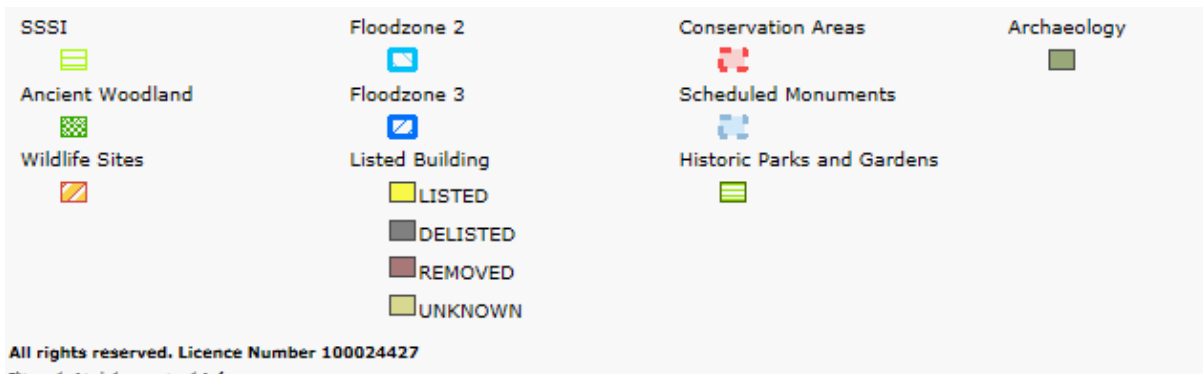 SSSI
Floodzone 2
Conservation Areas
Archaeology
Ancient Woodland
Floodzone 3
Scheduled Monuments
Wildlife Sites
Listed Building
Historic Parks and Gardens
LISTED
DELISTED
REMOVED
UNKNOWN
All rights reserved. Licence Number 100024427